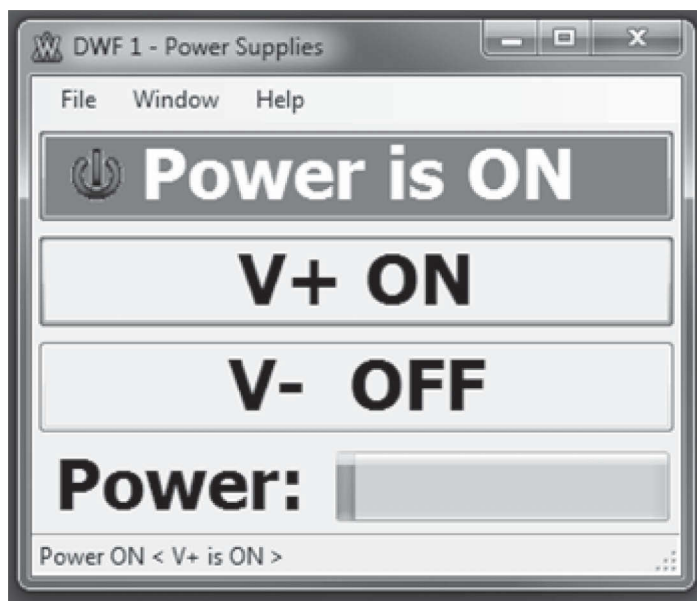 DWF 1 - Power Supplies
File Window Help
Power is ON
V+ ON
V- OFF
Power:
Power ON < V+ is ON >